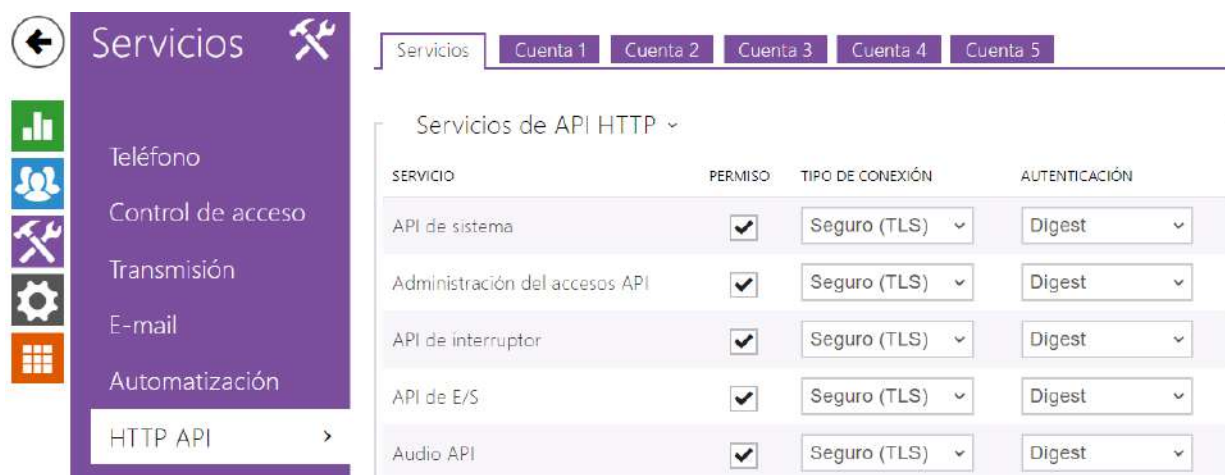 Servicios
Servicios Cuenta 1 Cuenta 2 Cuenta 3 Cuenta 4 Cuenta 5
Teléfono
Control de acceso
Transmisión
E-mail
Automatización
HTTP API
Servicios de API HTTP
SERVICIO PERMISO TIPO DE CONEXIÓN AUTENTICACIÓN
API de sistema Seguro (TLS) Digest
Administración del accesos API Seguro (TLS) Digest
API de interruptor Seguro (TLS) Digest
API de E/S Seguro (TLS) Digest
Audio API Seguro (TLS) Digest